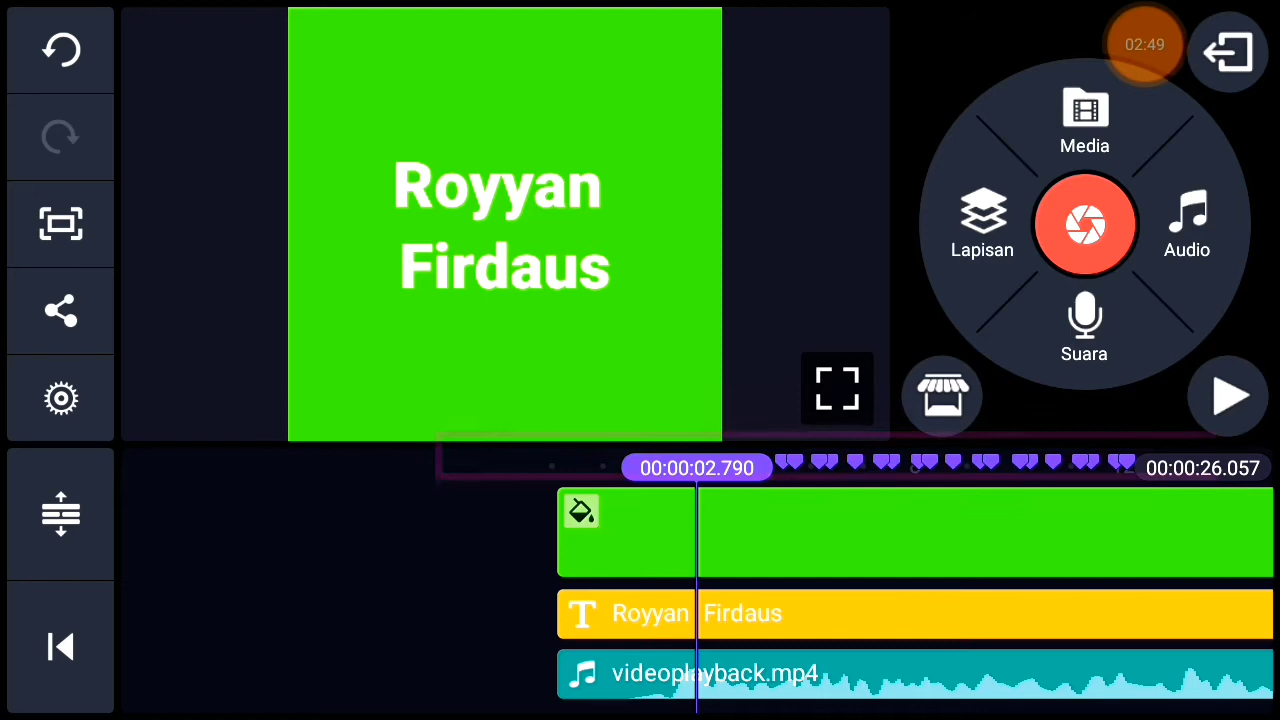 02:49
Media
Royyan
Firdaus
Lapisan
Audio
Suara
00:00:02.790
00:00:26.057
T Royyan Firdaus
videoplayback.mp4